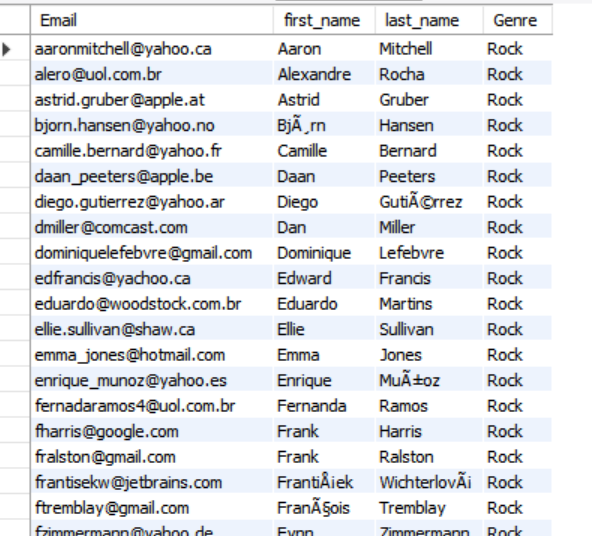 Email first_name last_name Genre
aaronmitchell@yahoo.ca Aaron Mitchell Rock
alero@uol.com.br Alexandre Rocha Rock
astrid.gruber@apple.at Astrid Gruber Rock
bjorn.hansen@yahoo.no BjÃ¸rn Hansen Rock
camille.bernard@yahoo.fr Camille Bernard Rock
daan_peeters@apple.be Daan Peeters Rock
diego.gutierrez@yahoo.ar Diego GutiÃ©rrez Rock
dmiller@comcast.com Dan Miller Rock
dominiquelefebvre@gmail.com Dominique Lefebvre Rock
edfrancis@yachoo.ca Edward Francis Rock
eduardo@woodstock.com.br Eduardo Martins Rock
ellie.sullivan@shaw.ca Ellie Sullivan Rock
emma_jones@hotmail.com Emma Jones Rock
enrique_munoz@yahoo.es Enrique MuÃ±oz Rock
fernadaramos4@uol.com.br Fernanda Ramos Rock
fharris@google.com Frank Harris Rock
fralston@gmail.com Frank Ralston Rock
frantisekw@jetbrains.com FrantiÅiek WichterlovÃi Rock
ftremblay@gmail.com FranÃ§ois Tremblay Rock
fzimmermann@yahoo.de Fynn Zimmermann Rock